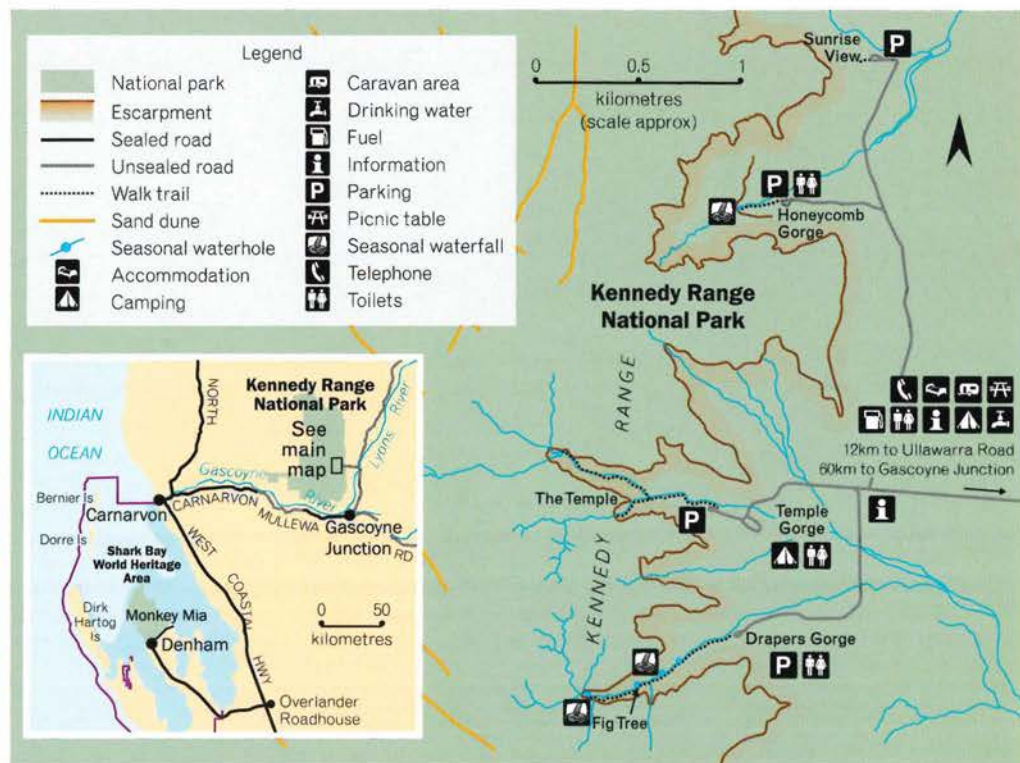 Legend
National park
Escarpment
Sealed road
Unsealed road
Walk trail
Sand dune
Seasonal waterhole
Accommodation
Camping
Caravan area
Drinking water
Fuel
Information
Parking
Picnic table
Seasonal waterfall
Telephone
Toilets
0 0.5 1
kilometres
(scale approx)
Sunrise
View
P
P
Honeycomb
Gorge
Kennedy Range
National Park
KENNEDY RANGE
12km to Ullawarra Road
60km to Gascoyne Junction
The Temple
P
Temple
Gorge
Drapers Gorge
P
Fig Tree
INDIAN
OCEAN
NORTH
Kennedy Range
National Park
See
main
map
Lyons River
Gascoyne River
Bernier Is
Carnarvon
CARNARVON MULLEWA RD
Gascoyne
Junction
Dorre Is
Shark Bay
World Heritage
Area
WEST COASTAL HWY
Dirk
Hartog
Is
Monkey Mia
Denham
0 50
kilometres
Overlander
Roadhouse